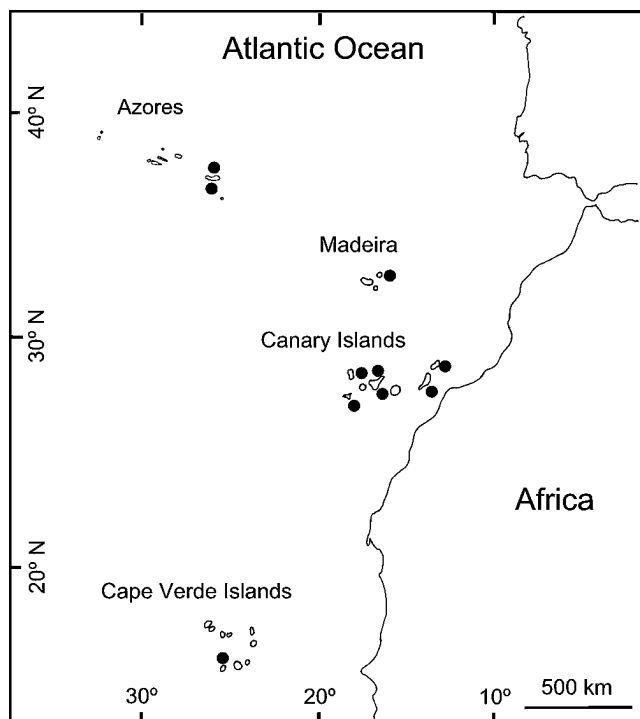 Atlantic Ocean
Azores
40° N
Madeira
Canary Islands
30° N
Africa
20° N
Cape Verde Islands
30°
20°
10°
500 km